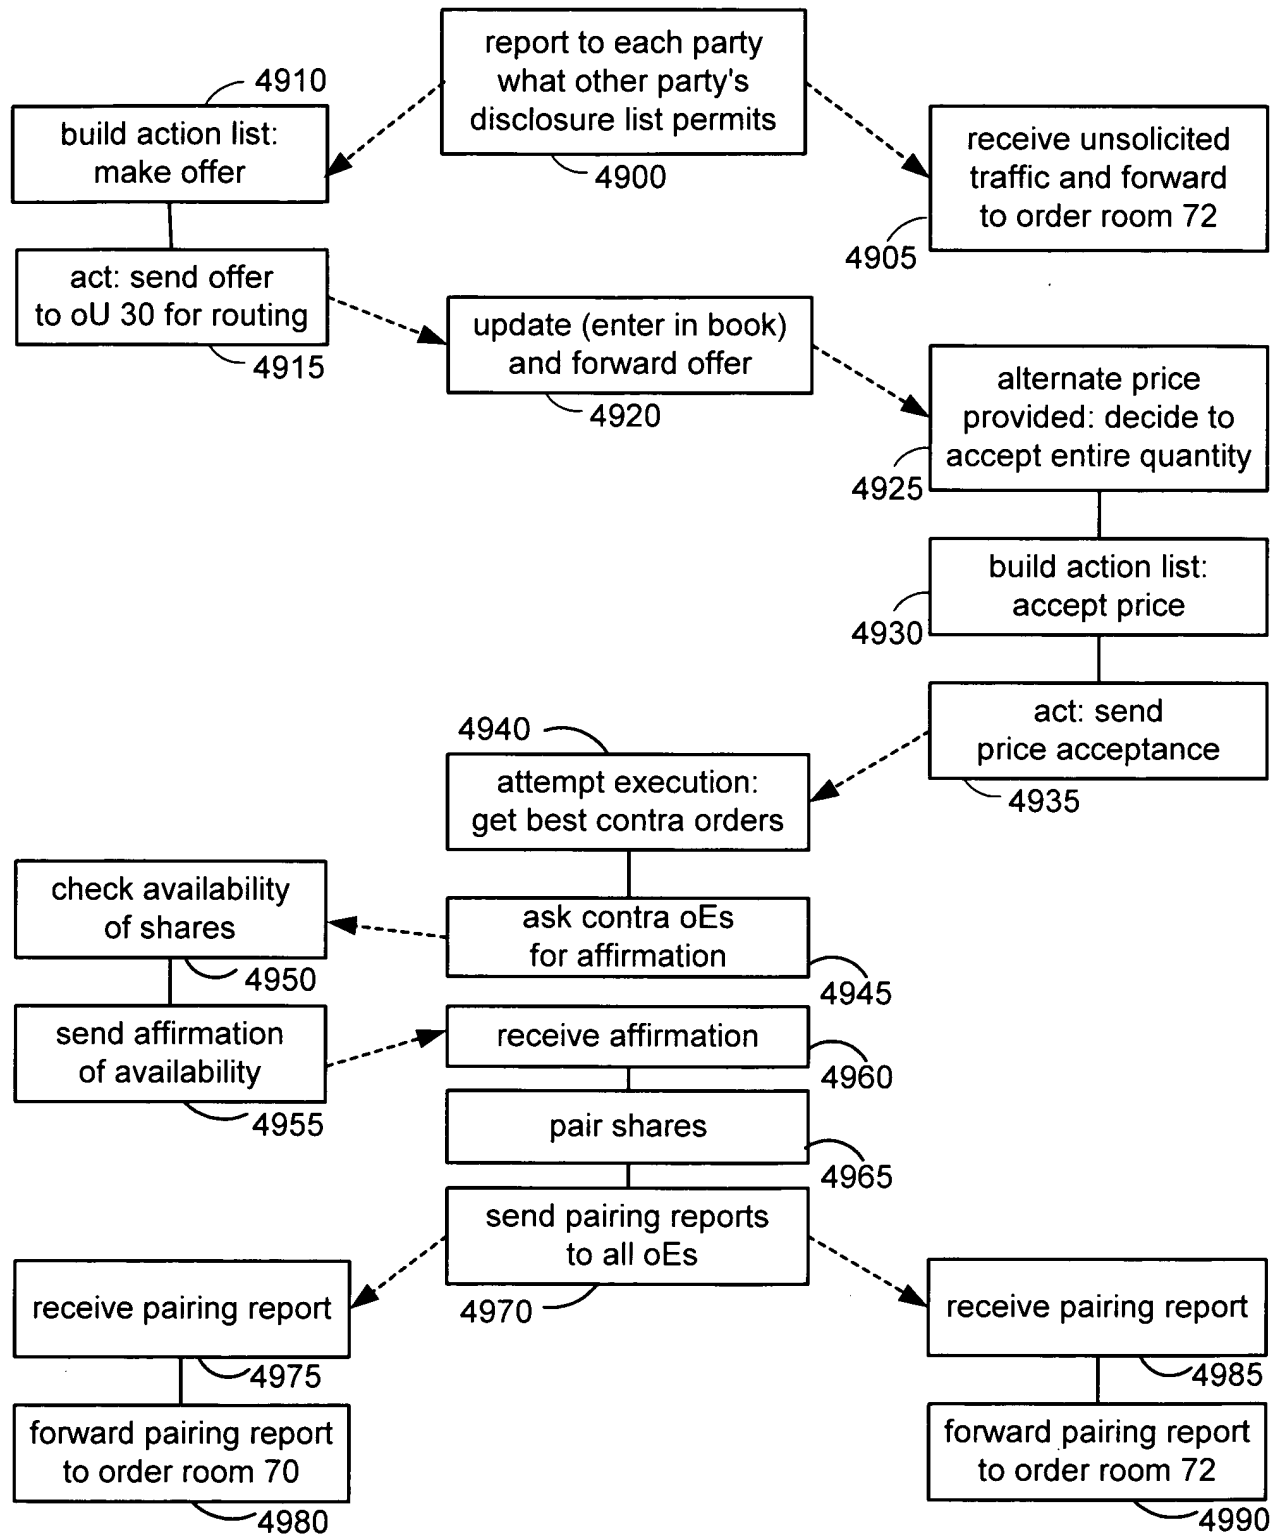 report to each party
what other party's
disclosure list permits
4900
4910
build action list:
make offer
receive unsolicited
traffic and forward
to order room 72
4905
act: send offer
to oU 30 for routing
4915
update (enter in book)
and forward offer
4920
alternate price
provided: decide to
accept entire quantity
4925
build action list:
accept price
4930
act: send
price acceptance
4935
4940
attempt execution:
get best contra orders
ask contra oEs
for affirmation
4945
check availability
of shares
4950
send affirmation
of availability
4955
receive affirmation
4960
pair shares
4965
send pairing reports
to all oEs
4970
receive pairing report
4975
forward pairing report
to order room 70
4980
receive pairing report
4985
forward pairing report
to order room 72
4990